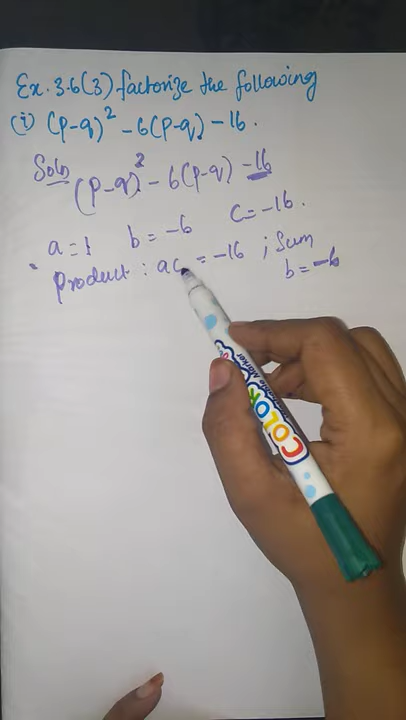 Ex. 3.6(3) factorize the following
(i) (p-q)² - 6(p-q) - 16.
Soln
(p-q)² - 6(p-q) - 16
a = 1 b = -6 c = -16.
Product : ac = -16 ; Sum
b = -6
COLOR